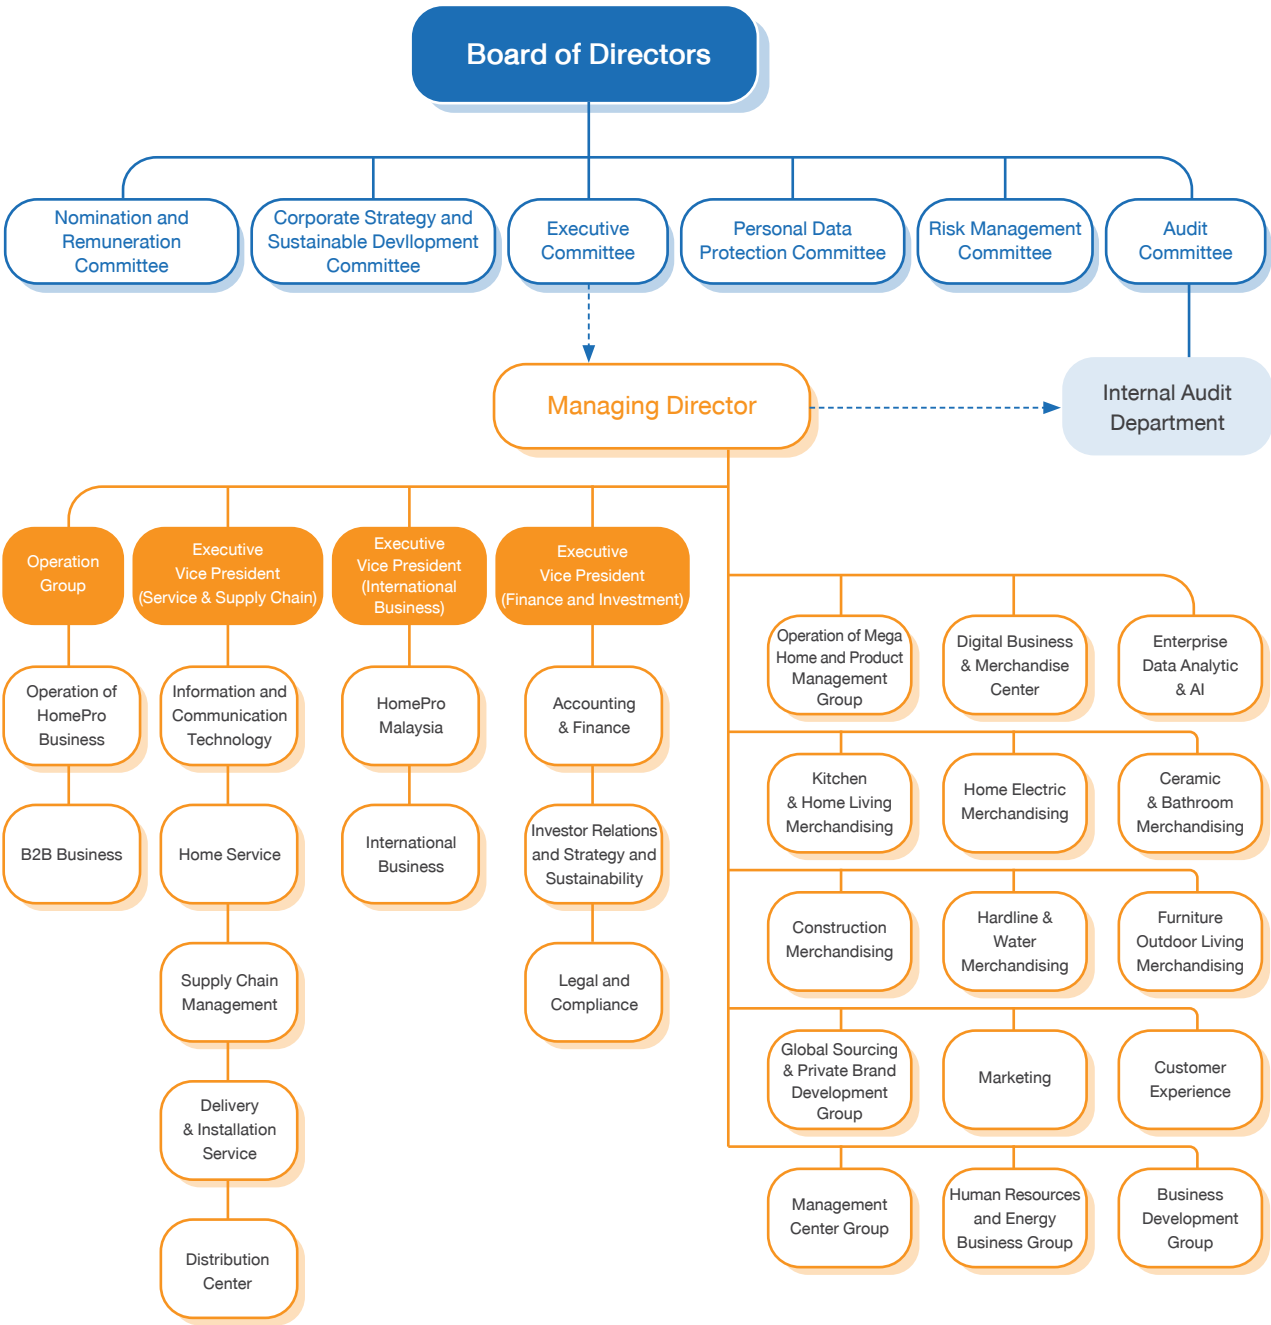 Board of Directors
Nomination and
Remuneration
Committee
Corporate Strategy and
Sustainable Devllopment
Committee
Executive
Committee
Personal Data
Protection Committee
Risk Management
Committee
Audit
Committee
Managing Director
Internal Audit
Department
Operation
Group
Executive
Vice President
(Service & Supply Chain)
Executive
Vice President
(International
Business)
Executive
Vice President
(Finance and Investment)
Operation of
HomePro
Business
B2B Business
Information and
Communication
Technology
Home Service
Supply Chain
Management
Delivery
& Installation
Service
Distribution
Center
HomePro
Malaysia
International
Business
Accounting
& Finance
Investor Relations
and Strategy and
Sustainability
Legal and
Compliance
Operation of Mega
Home and Product
Management
Group
Digital Business
& Merchandise
Center
Enterprise
Data Analytic
& AI
Kitchen
& Home Living
Merchandising
Home Electric
Merchandising
Ceramic
& Bathroom
Merchandising
Construction
Merchandising
Hardline &
Water
Merchandising
Furniture
Outdoor Living
Merchandising
Global Sourcing
& Private Brand
Development
Group
Marketing
Customer
Experience
Management
Center Group
Human Resources
and Energy
Business Group
Business
Development
Group